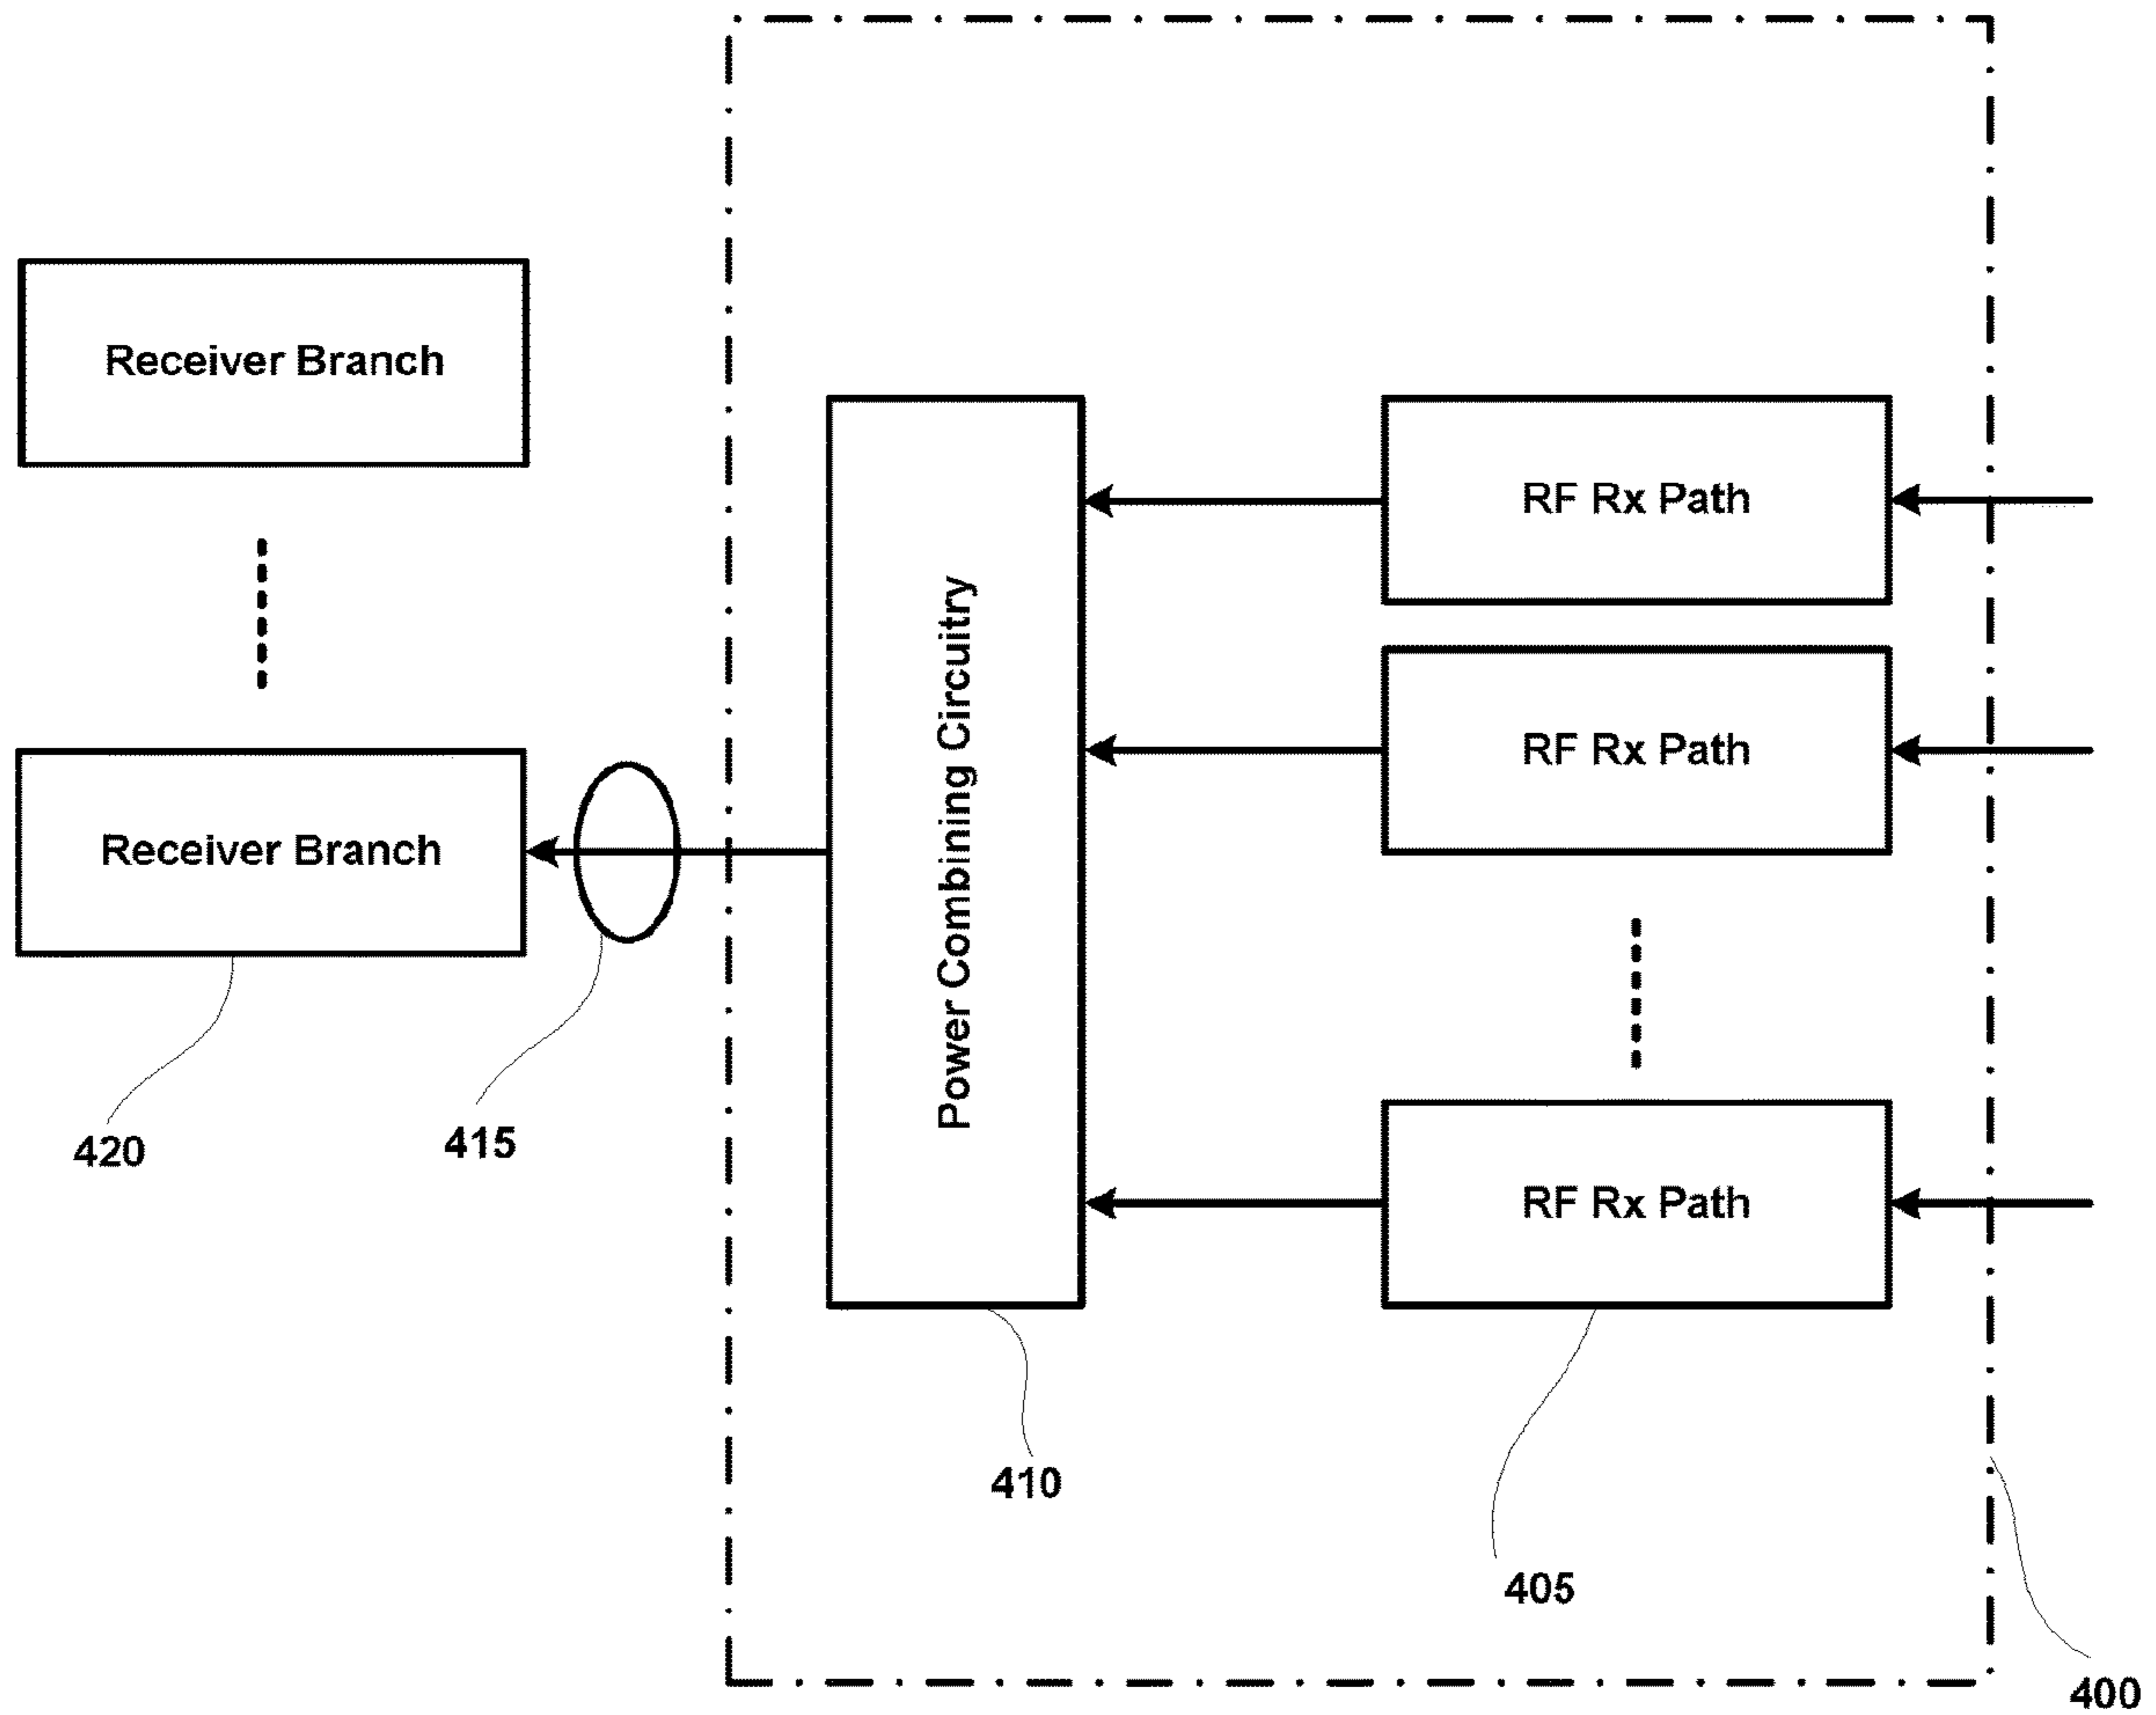 Receiver Branch
RF Rx Path
RF Rx Path
Power Combining Circuitry
Receiver Branch
420
415
RF Rx Path
410
405
400